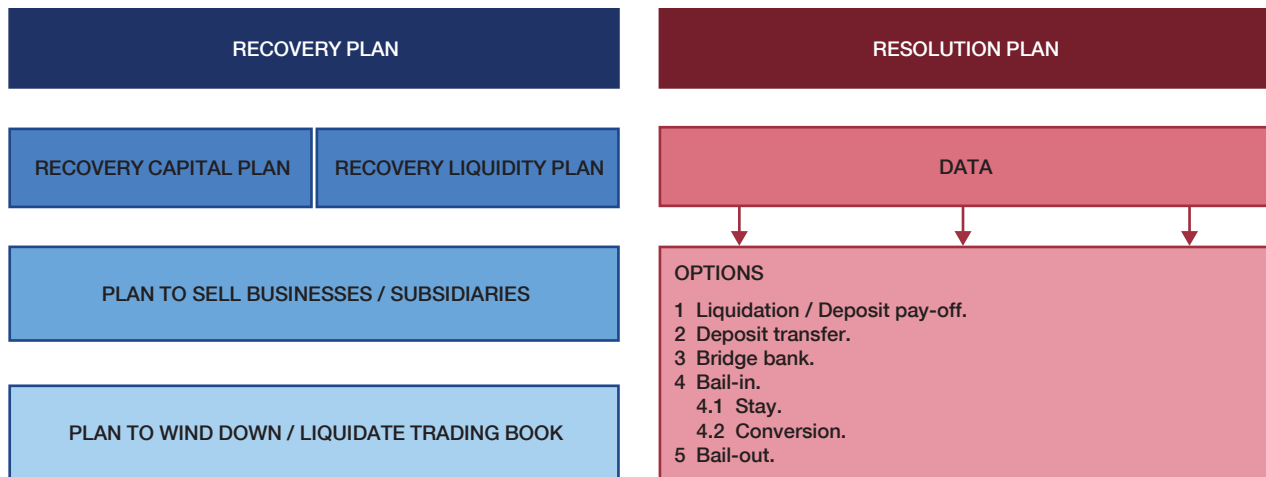 RECOVERY PLAN
RECOVERY CAPITAL PLAN
RECOVERY LIQUIDITY PLAN
PLAN TO SELL BUSINESSES / SUBSIDIARIES
PLAN TO WIND DOWN / LIQUIDATE TRADING BOOK
RESOLUTION PLAN
DATA
OPTIONS
1 Liquidation / Deposit pay-off.
2 Deposit transfer.
3 Bridge bank.
4 Bail-in.
4.1 Stay.
4.2 Conversion.
5 Bail-out.